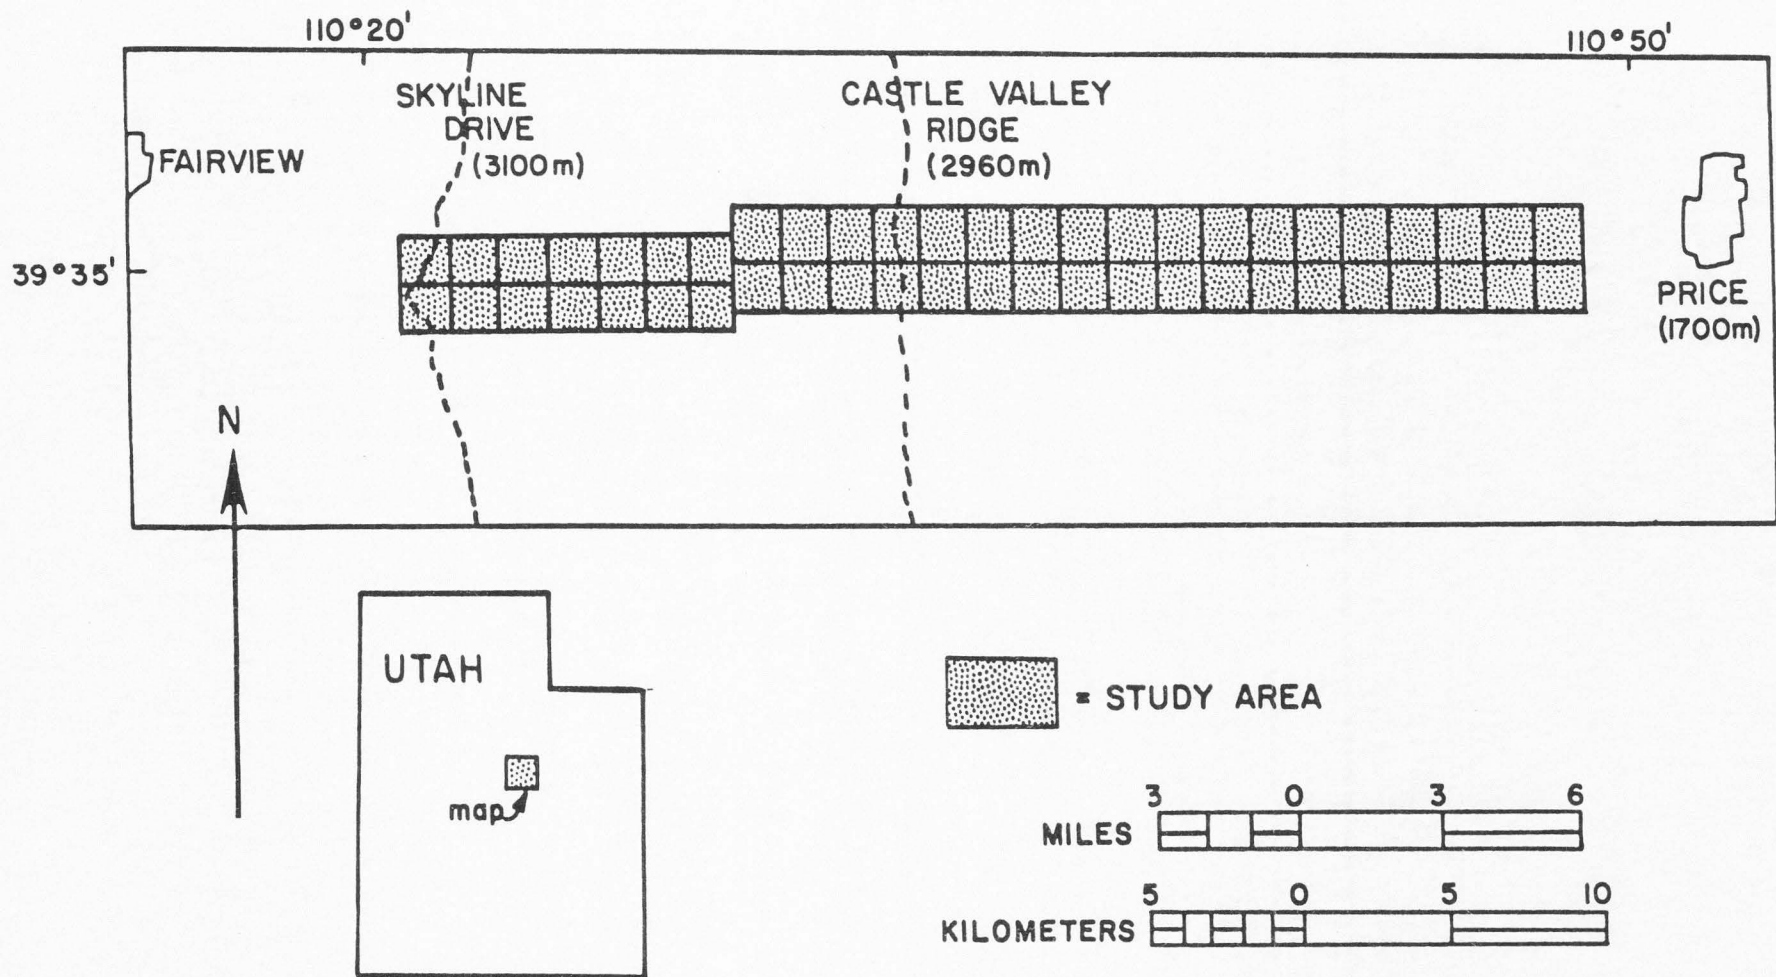 110°20'
110°50'
SKYLINE
DRIVE
(3100m)
CASTLE VALLEY
RIDGE
(2960m)
FAIRVIEW
39°35'
PRICE
(1700m)
N
UTAH
map
= STUDY AREA
3 0 3 6
MILES
5 0 5 10
KILOMETERS